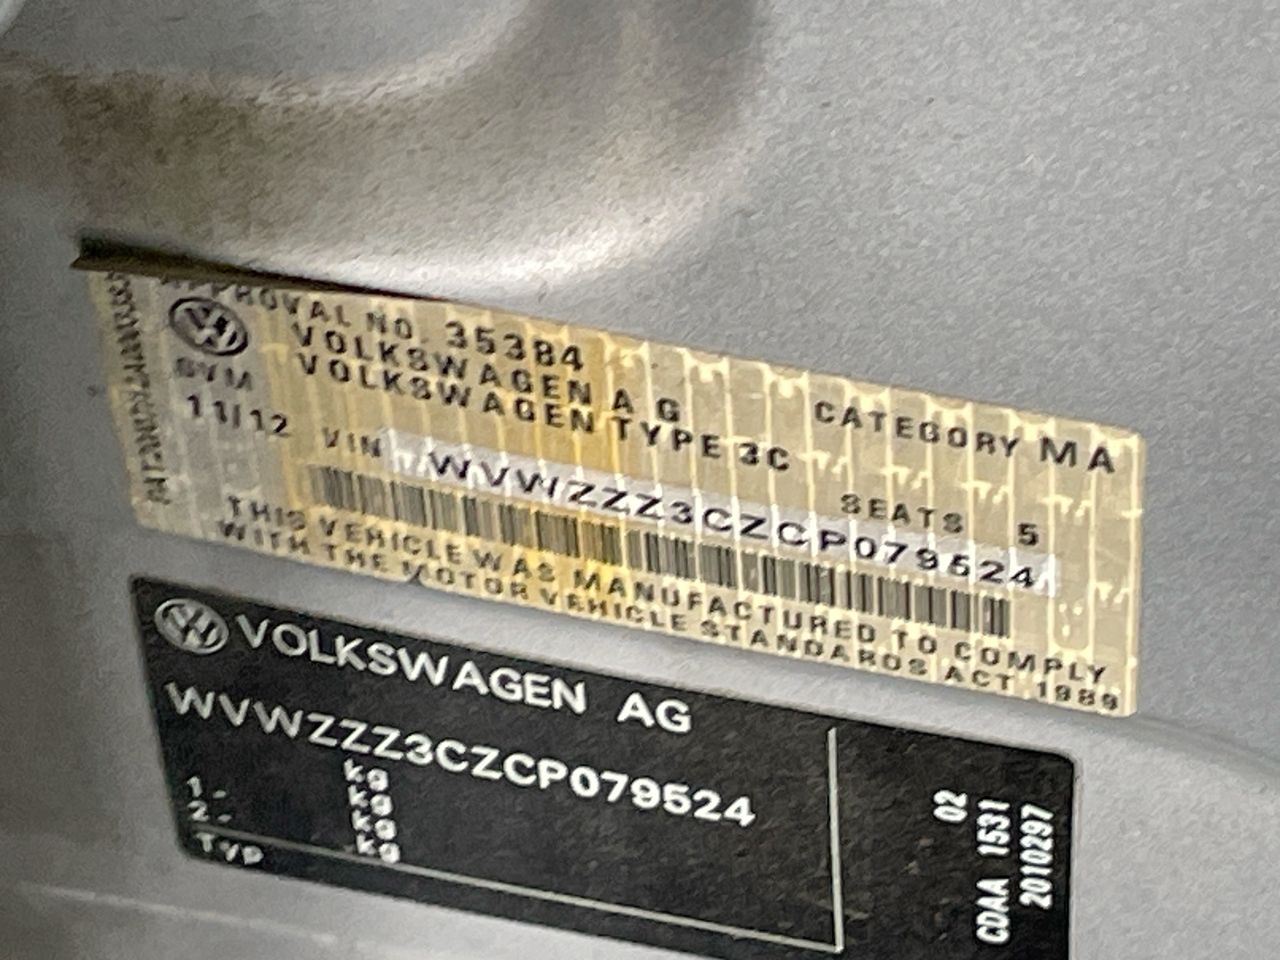 APPROVAL NO. 35384
VOLKSWAGEN AG
CATEGORY MA
VOLKSWAGEN TYPE 3C
11/12
SEATS 5
VIN WVWZZZ3CZCP079524
THIS VEHICLE WAS MANUFACTURED TO COMPLY
WITH THE MOTOR VEHICLE STANDARDS ACT 1989
VOLKSWAGEN AG
WVWZZZ3CZCP079524
kg
kg
1.- kg
2.- kg
Typ
02
CDAA 1531
2010297